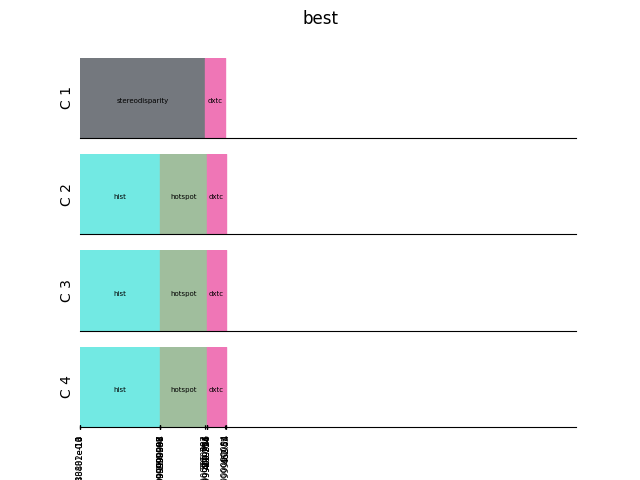 best
C 1
stereodisparity
dxtc
C 2
hist
hotspot
dxtc
C 3
hist
hotspot
dxtc
C 4
hist
hotspot
dxtc